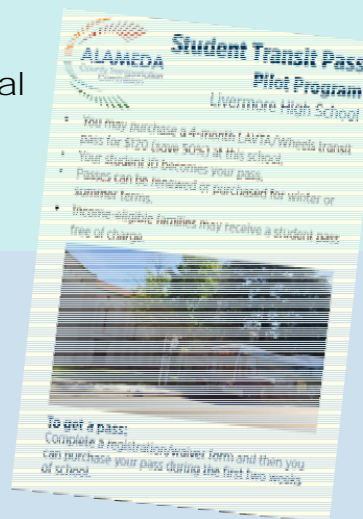 al
ALAMEDA
County Transportation
Commission
Student Transit Pass
Pilot Program
Livermore High School
• You may purchase a 4-month LAVTA/Wheels transit
pass for $120 (save 50%) at this school.
• Your student ID becomes your pass.
• Passes can be renewed or purchased for winter or
summer terms.
• Income-eligible families may receive a student pass
free of charge.
To get a pass:
Complete a registration/waiver form and then you
can purchase your pass during the first two weeks
of school.